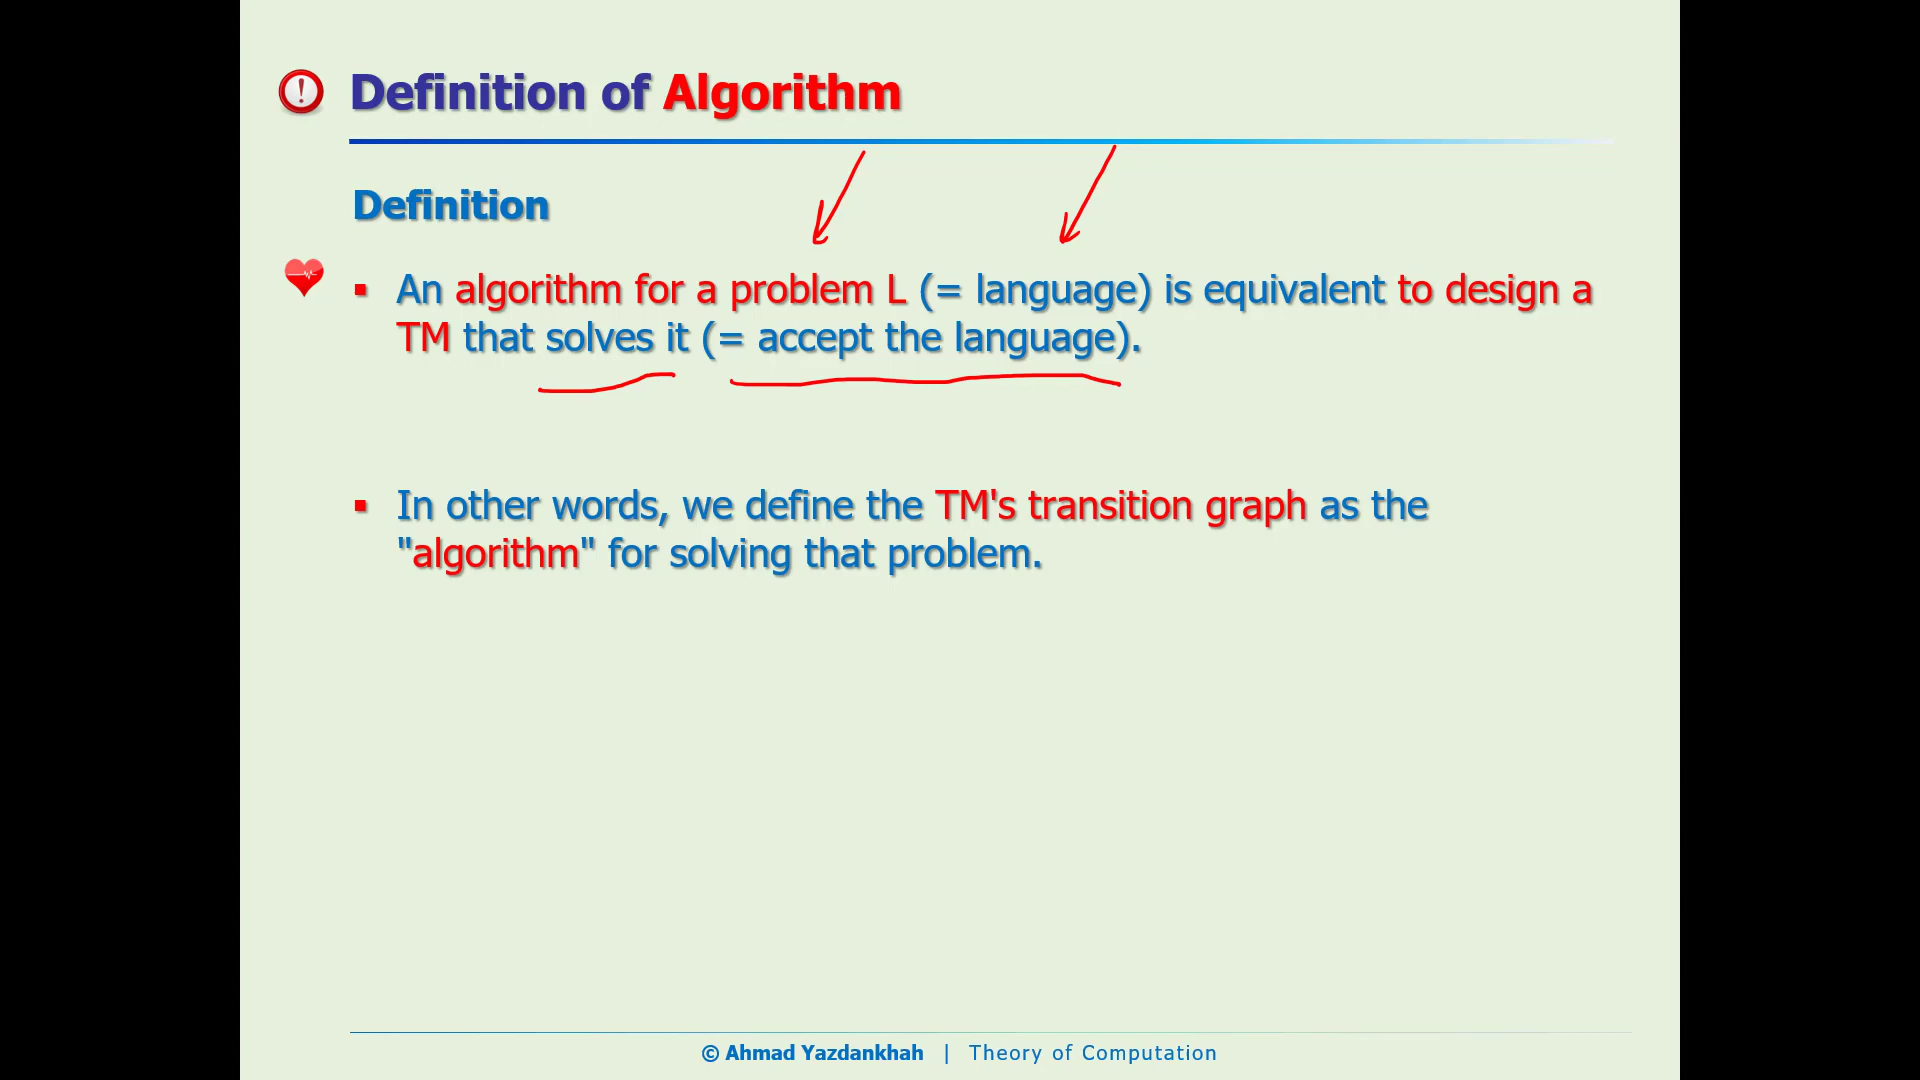 Definition of Algorithm
Definition
▪ An algorithm for a problem L (= language) is equivalent to design a
TM that solves it (= accept the language).
▪ In other words, we define the TM's transition graph as the
"algorithm" for solving that problem.
© Ahmad Yazdankhah | Theory of Computation